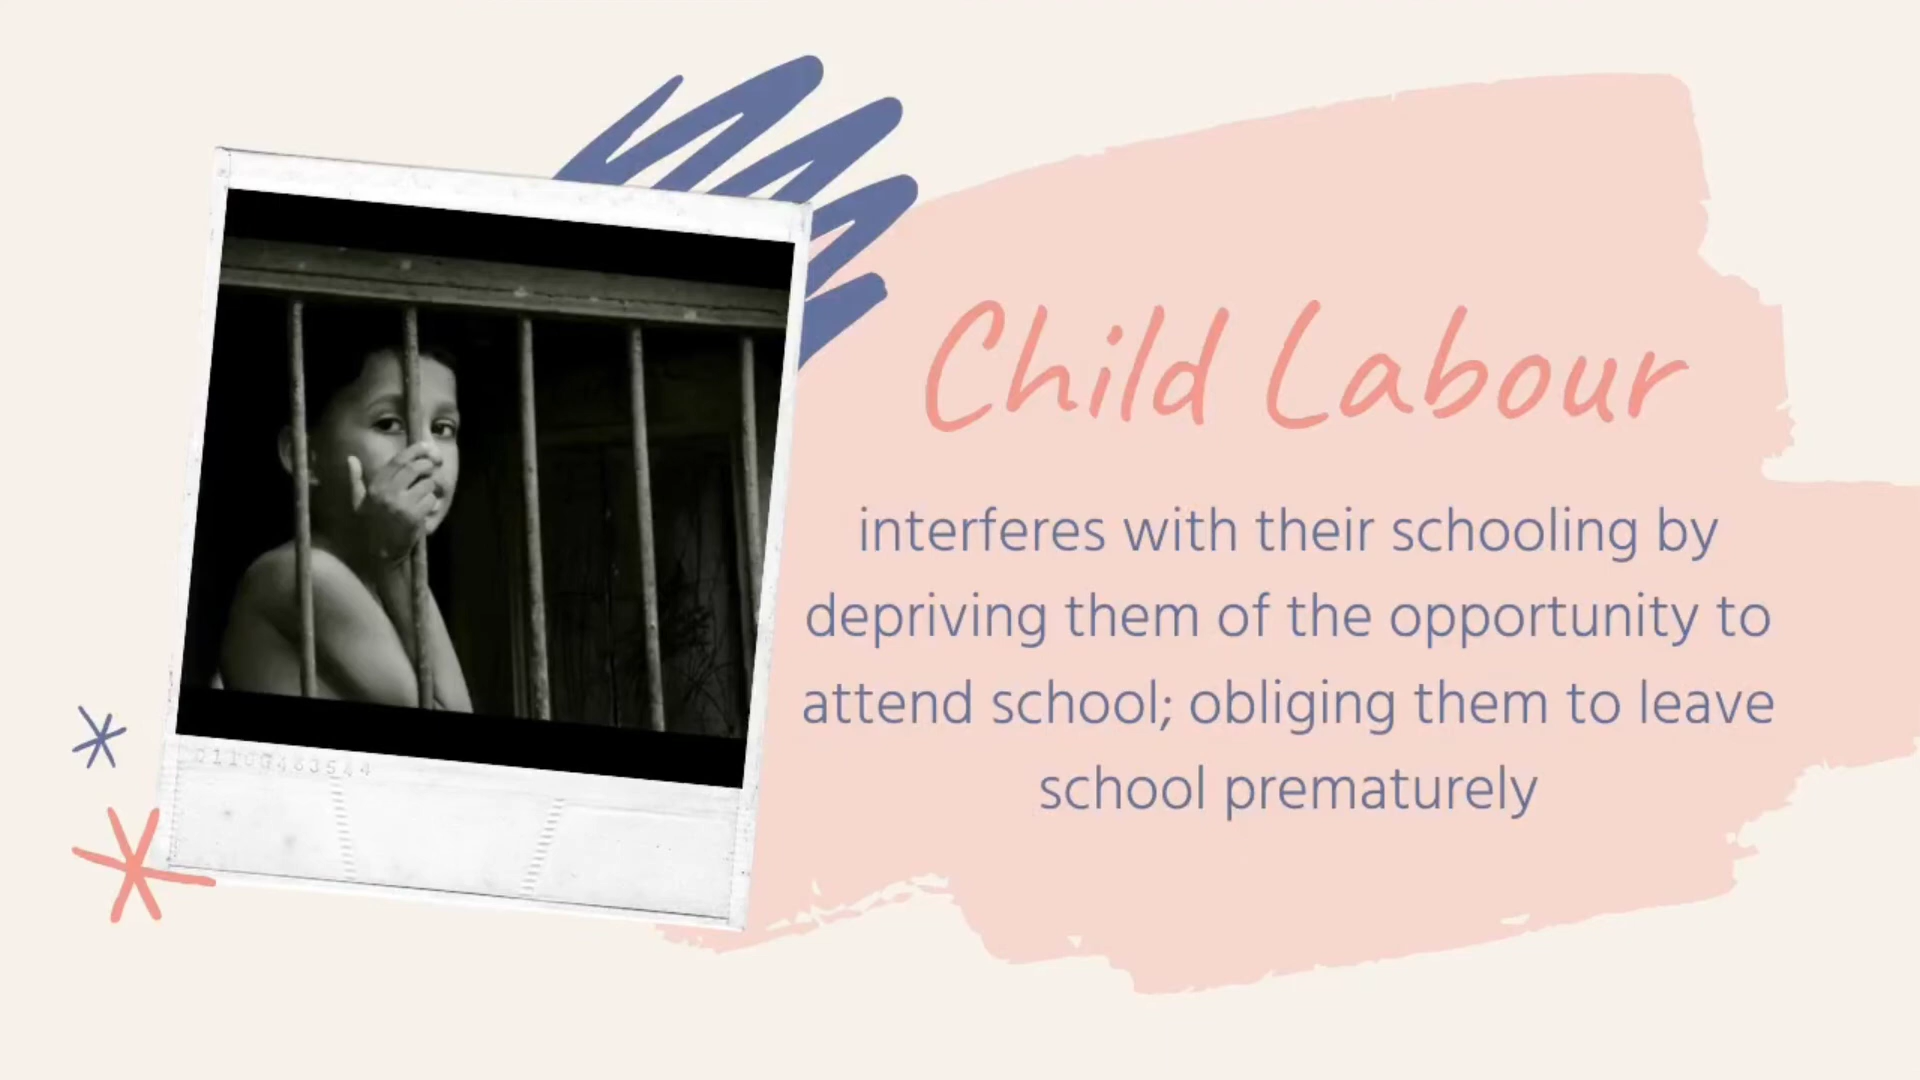 Child Labour
interferes with their schooling by
depriving them of the opportunity to
attend school; obliging them to leave
school prematurely